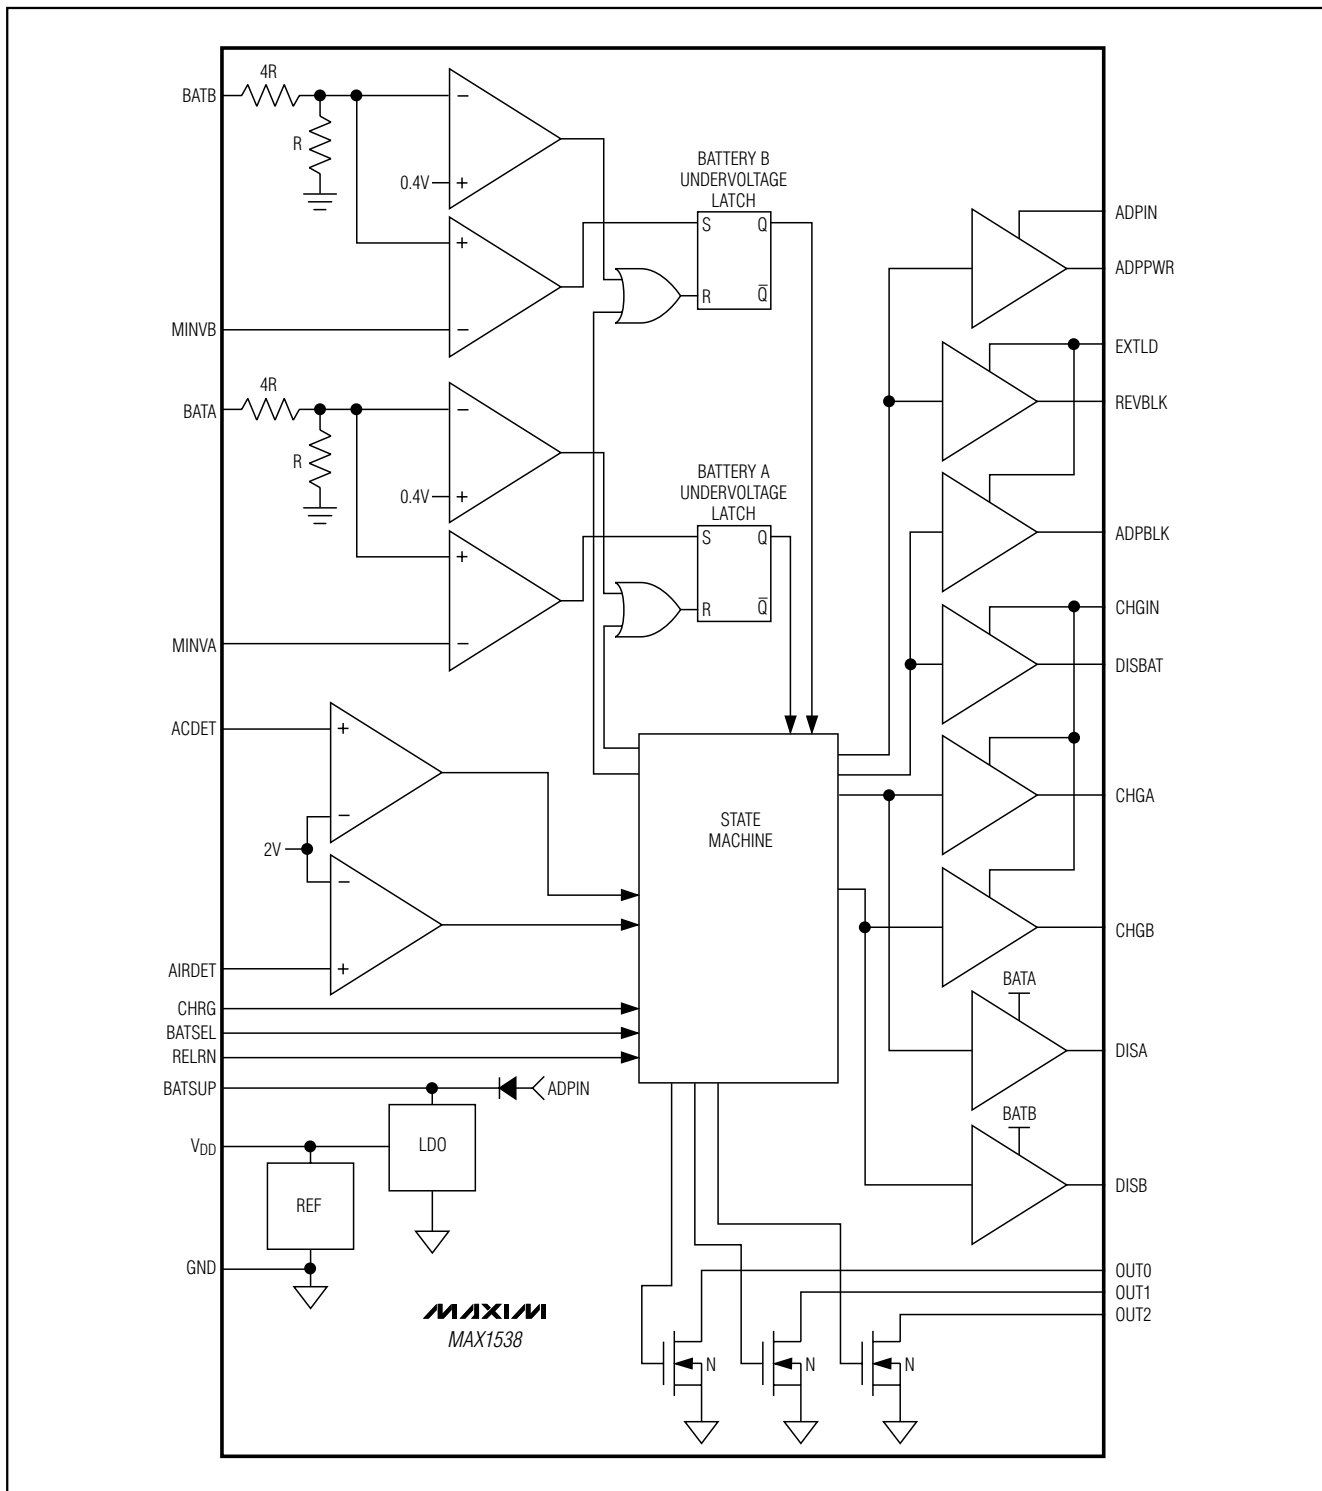 BATB
4R
R
−
0.4V
+
+
MINVB
−
BATTERY B
UNDERVOLTAGE
LATCH
S Q
R Q̅
BATA
4R
R
−
0.4V
+
+
MINVA
−
BATTERY A
UNDERVOLTAGE
LATCH
S Q
R Q̅
ACDET
+
−
2V
−
AIRDET
+
CHRG
BATSEL
RELRN
BATSUP
ADPIN
VDD
LDO
REF
GND
STATE
MACHINE
ADPIN
ADPPWR
EXTLD
REVBLK
ADPBLK
CHGIN
DISBAT
CHGA
CHGB
BATA
DISA
BATB
DISB
OUT0
OUT1
OUT2
N
N
N
MAXIM
MAX1538